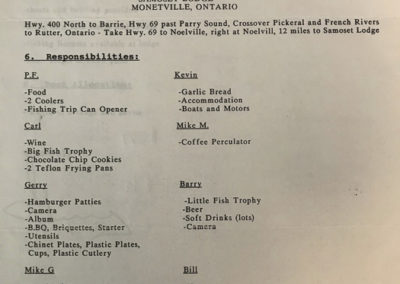 MONETVILLE, ONTARIO
Hwy. 400 North to Barrie, Hwy 69 past Parry Sound, Crossover Pickeral and French Rivers
to Rutter, Ontario - Take Hwy. 69 to Noelville, right at Noelvill, 12 miles to Samoset Lodge
6. Responsibilities:
P.F.
-Food
-2 Coolers
-Fishing Trip Can Opener
Kevin
-Garlic Bread
-Accommodation
-Boats and Motors
Carl
-Wine
-Big Fish Trophy
-Chocolate Chip Cookies
-2 Teflon Frying Pans
Mike M.
-Coffee Perculator
Gerry
-Hamburger Patties
-Camera
-Album
-B.BQ, Briquettes, Starter
-Utensils
-Chinet Plates, Plastic Plates,
Cups, Plastic Cutlery
Barry
-Little Fish Trophy
-Beer
-Soft Drinks (lots)
-Camera
Mike G
Bill